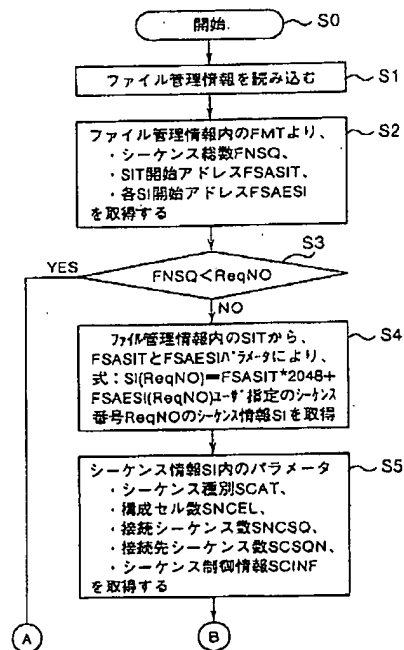 開始
S0
ファイル管理情報を読み込む
S1
ファイル管理情報内のFMTより、
・シーケンス総数FNSQ、
・SIT開始アドレスFSASIT、
・各SI開始アドレスFSAESI
を取得する
S2
S3
FNSQ<ReqNO
YES
NO
ファイル管理情報内のSITから、
FSASITとFSAESIパラメータにより、
式:SI(ReqNO)=FSASIT*2048+
FSAESI(ReqNO)ユーザ指定のシーケンス
番号ReqNOのシーケンス情報SIを取得
S4
シーケンス情報SI内のパラメータ
・シーケンス種別SCAT、
・構成セル数SNCEL、
・接続シーケンス数SNCSQ、
・接続先シーケンス数SCSQN、
・シーケンス制御情報SCINF
を取得する
S5
A
B